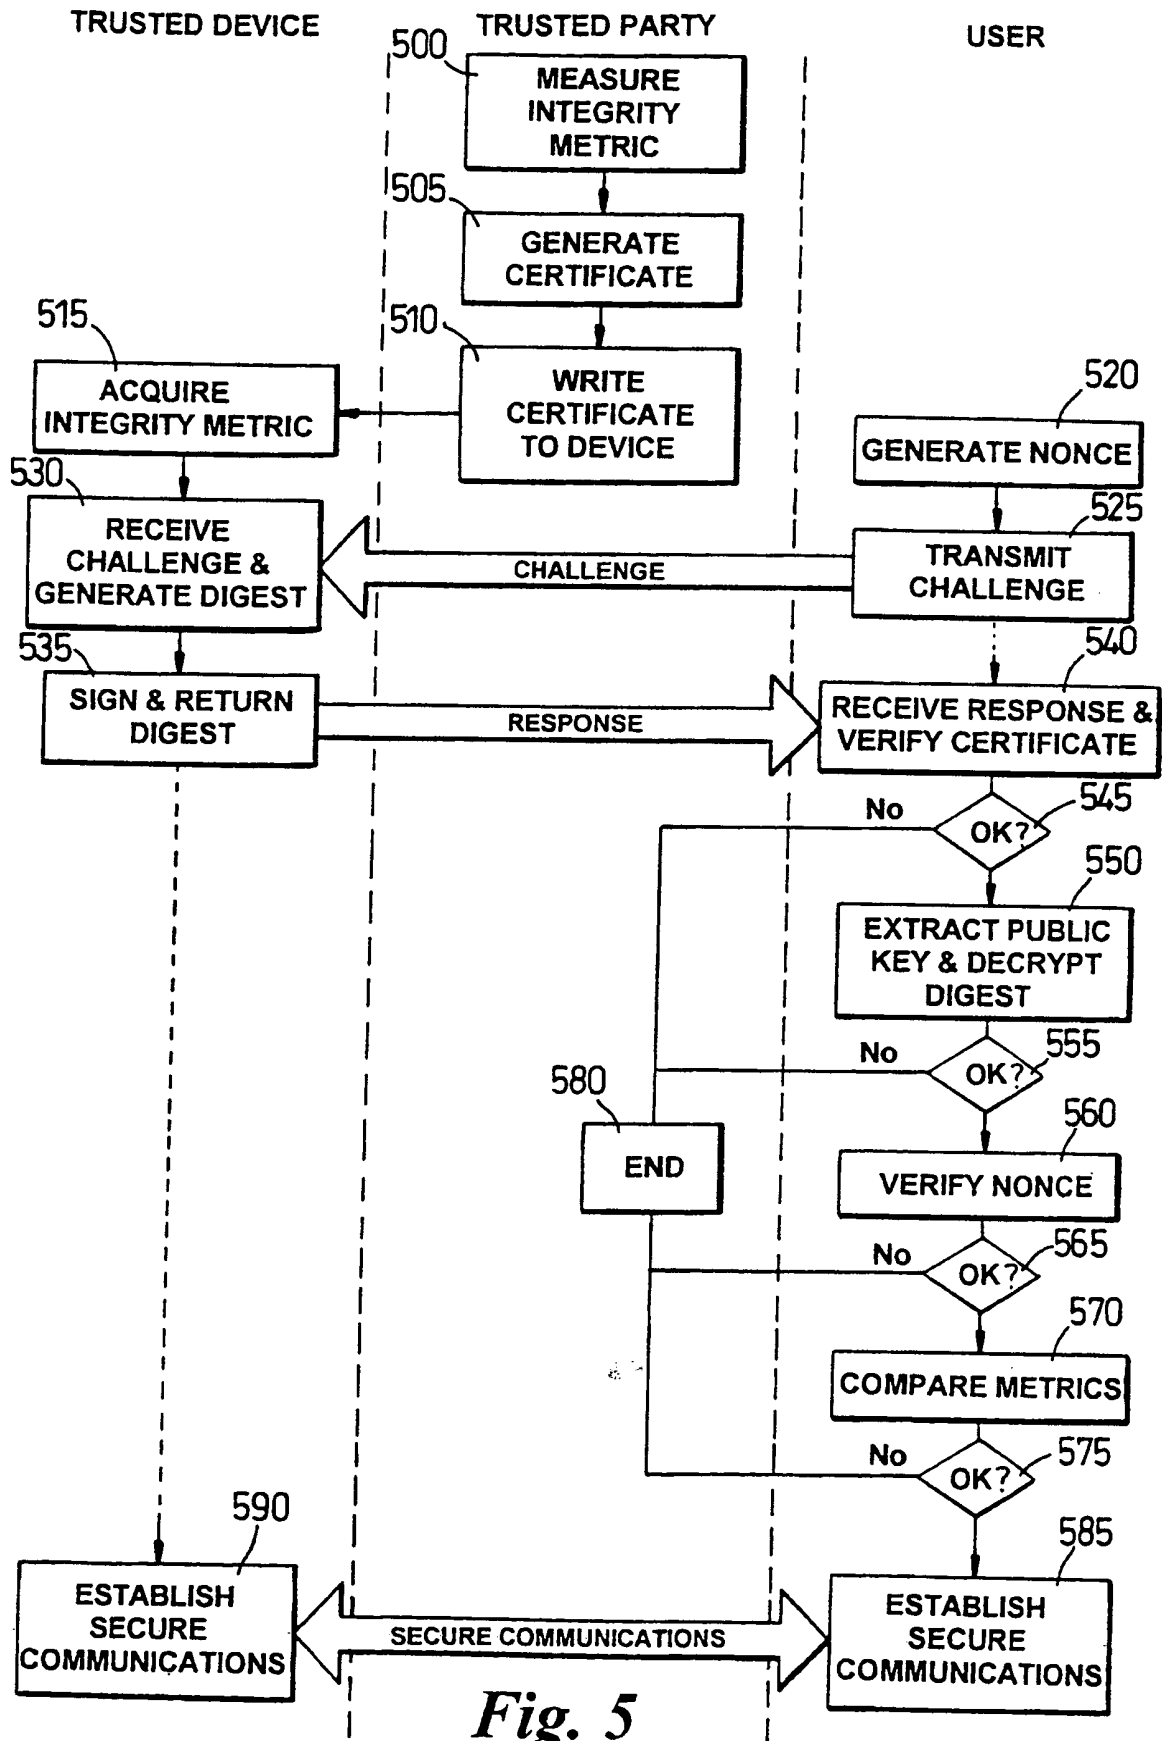 TRUSTED DEVICE
TRUSTED PARTY
USER
500
MEASURE
INTEGRITY
METRIC
505
GENERATE
CERTIFICATE
510
WRITE
CERTIFICATE
TO DEVICE
515
ACQUIRE
INTEGRITY METRIC
520
GENERATE NONCE
530
RECEIVE
CHALLENGE &
GENERATE DIGEST
CHALLENGE
525
TRANSMIT
CHALLENGE
535
SIGN & RETURN
DIGEST
RESPONSE
540
RECEIVE RESPONSE &
VERIFY CERTIFICATE
No
OK?
545
550
EXTRACT PUBLIC
KEY & DECRYPT
DIGEST
No
OK?
555
580
END
560
VERIFY NONCE
No
OK?
565
570
COMPARE METRICS
No
OK?
575
590
ESTABLISH
SECURE
COMMUNICATIONS
SECURE COMMUNICATIONS
585
ESTABLISH
SECURE
COMMUNICATIONS
Fig. 5